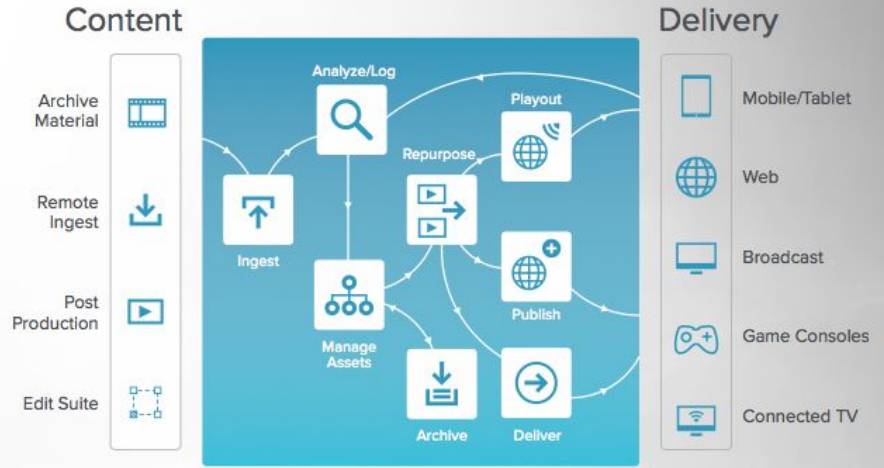 Content
Delivery
Archive
Material
Remote
Ingest
Post
Production
Edit Suite
Analyze/Log
Playout
Repurpose
Ingest
Publish
Manage
Assets
Archive
Deliver
Mobile/Tablet
Web
Broadcast
Game Consoles
Connected TV